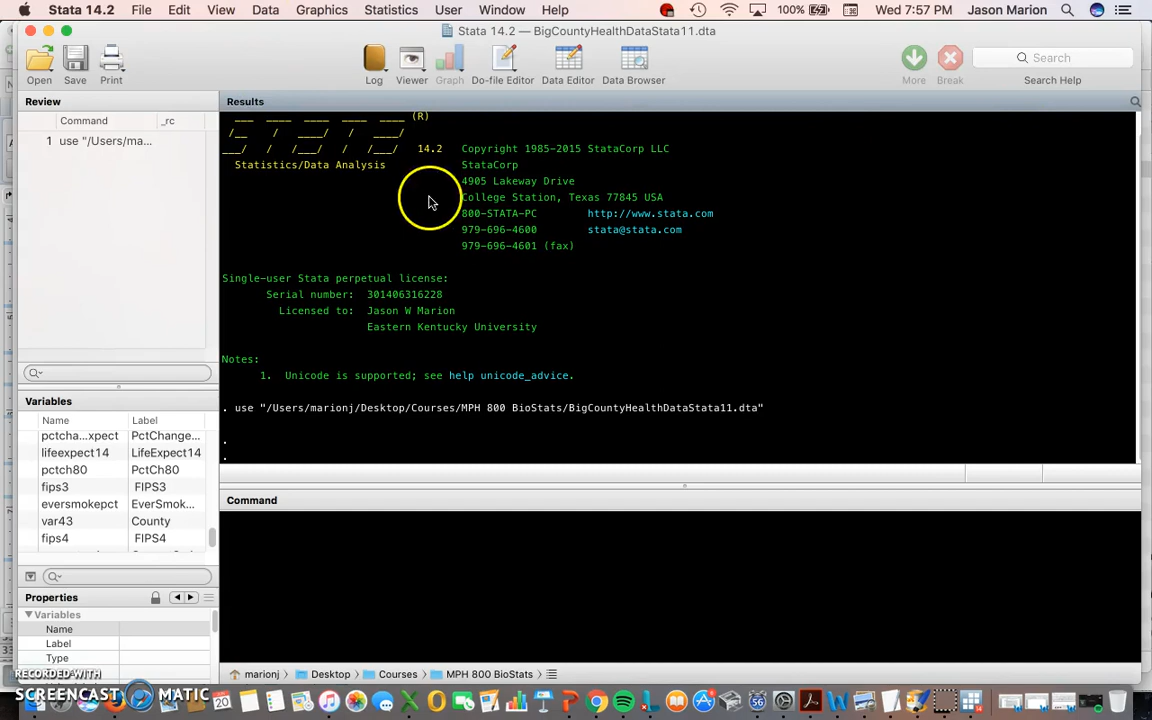 Stata 14.2 File Edit View Data Graphics Statistics User Window Help 100% Wed 7:57 PM Jason Marion
Stata 14.2 — BigCountyHealthDataStata11.dta
Open Save Print Log Viewer Graph Do-file Editor Data Editor Data Browser More Break Search
Search Help
Review
Results
Command _rc
1 use "/Users/ma...
(R)
14.2 Copyright 1985-2015 StataCorp LLC
Statistics/Data Analysis StataCorp
4905 Lakeway Drive
College Station, Texas 77845 USA
800-STATA-PC http://www.stata.com
979-696-4600 stata@stata.com
979-696-4601 (fax)
Single-user Stata perpetual license:
Serial number: 301406316228
Licensed to: Jason W Marion
Eastern Kentucky University
Notes:
1. Unicode is supported; see help unicode_advice.
. use "/Users/marionj/Desktop/Courses/MPH 800 BioStats/BigCountyHealthDataStata11.dta"
.
.
Variables
Name Label
pctcha...xpect PctChange...
lifeexpect14 LifeExpect14
pctch80 PctCh80
fips3 FIPS3
eversmokepct EverSmok...
var43 County
fips4 FIPS4
Command
Properties
Variables
Name
Label
Type
marionj Desktop Courses MPH 800 BioStats
RECORDED WITH
SCREENCAST MATIC